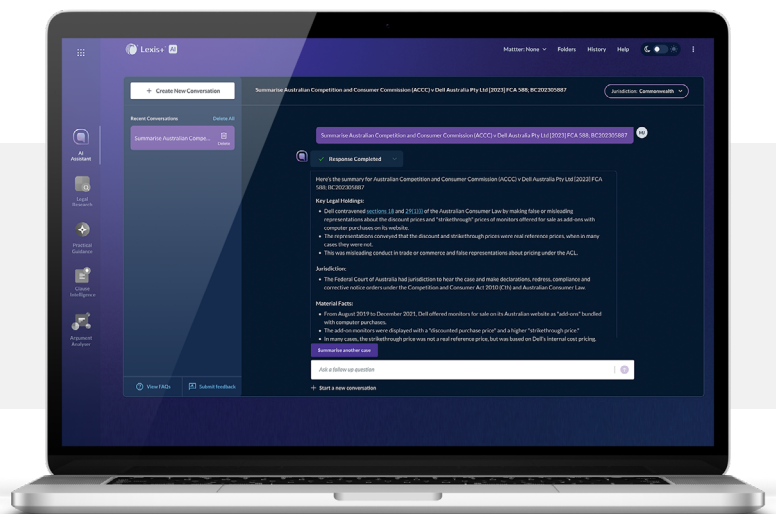 Lexis+ AI
Mattter: None
Folders
History
Help
+ Create New Conversation
Summarise Australian Competition and Consumer Commission (ACCC) v Dell Australia Pty Ltd [2023] FCA 588; BC202305887
Jurisdiction: Commonwealth
Recent Conversations
Delete All
Summarise Australian Compe...
Delete
AI
Assistant
Legal
Research
Practical
Guidance
Clause
Intelligence
Argument
Analyser
Summarise Australian Competition and Consumer Commission (ACCC) v Dell Australia Pty Ltd [2023] FCA 588; BC202305887
Response Completed
Here's the summary for Australian Competition and Consumer Commission (ACCC) v Dell Australia Pty Ltd [2023] FCA
588; BC202305887
Key Legal Holdings:
• Dell contravened sections 18 and 29(1)(i) of the Australian Consumer Law by making false or misleading
representations about the discount prices and "strikethrough" prices of monitors offered for sale as add-ons with
computer purchases on its website.
• The representations conveyed that the discount and strikethrough prices were real reference prices, when in many
cases they were not.
• This was misleading conduct in trade or commerce and false representations about pricing under the ACL.
Jurisdiction:
• The Federal Court of Australia had jurisdiction to hear the case and make declarations, redress, compliance and
corrective notice orders under the Competition and Consumer Act 2010 (Cth) and Australian Consumer Law.
Material Facts:
• From August 2019 to December 2021, Dell offered monitors for sale on its Australian website as "add-ons" bundled
with computer purchases.
• The add-on monitors were displayed with a "discounted purchase price" and a higher "strikethrough price."
• In many cases, the strikethrough price was not a real reference price, but was based on Dell's internal cost pricing.
Summarise another case
Ask a follow up question
+ Start a new conversation
View FAQs
Submit feedback